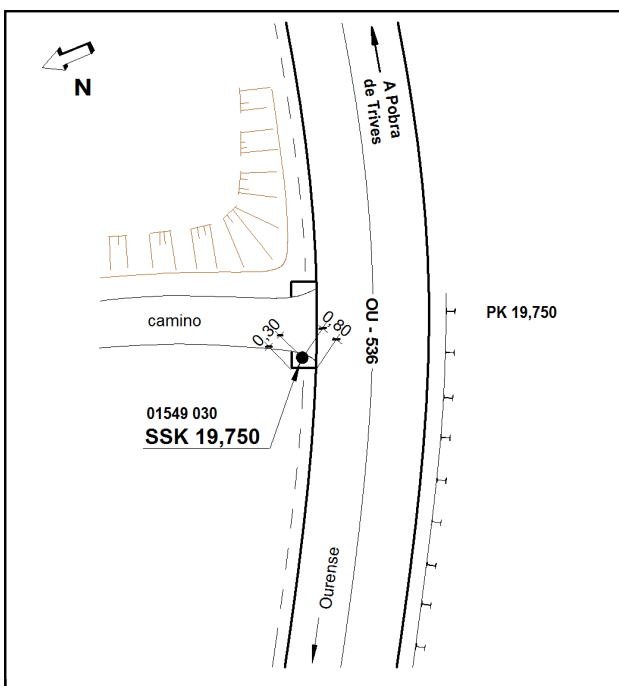 N
A Pobra
de Trives
PK 19,750
OU - 536
camino
0,30
0,80
01549 030
SSK 19,750
Ourense